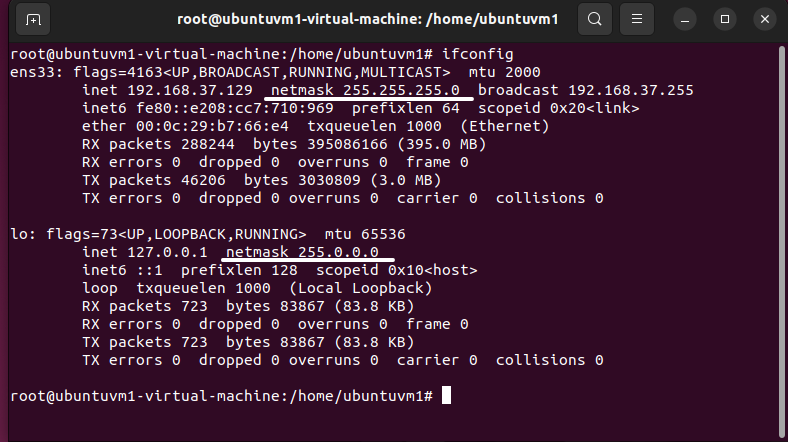 root@ubuntuvm1-virtual-machine: /home/ubuntuvm1
root@ubuntuvm1-virtual-machine:/home/ubuntuvm1# ifconfig
ens33: flags=4163<UP,BROADCAST,RUNNING,MULTICAST>  mtu 2000
        inet 192.168.37.129  netmask 255.255.255.0  broadcast 192.168.37.255
        inet6 fe80::e208:cc7:710:969  prefixlen 64  scopeid 0x20<link>
        ether 00:0c:29:b7:66:e4  txqueuelen 1000  (Ethernet)
        RX packets 288244  bytes 395086166 (395.0 MB)
        RX errors 0  dropped 0  overruns 0  frame 0
        TX packets 46206  bytes 3030809 (3.0 MB)
        TX errors 0  dropped 0 overruns 0  carrier 0  collisions 0

lo: flags=73<UP,LOOPBACK,RUNNING>  mtu 65536
        inet 127.0.0.1  netmask 255.0.0.0
        inet6 ::1  prefixlen 128  scopeid 0x10<host>
        loop  txqueuelen 1000  (Local Loopback)
        RX packets 723  bytes 83867 (83.8 KB)
        RX errors 0  dropped 0  overruns 0  frame 0
        TX packets 723  bytes 83867 (83.8 KB)
        TX errors 0  dropped 0 overruns 0  carrier 0  collisions 0

root@ubuntuvm1-virtual-machine:/home/ubuntuvm1#